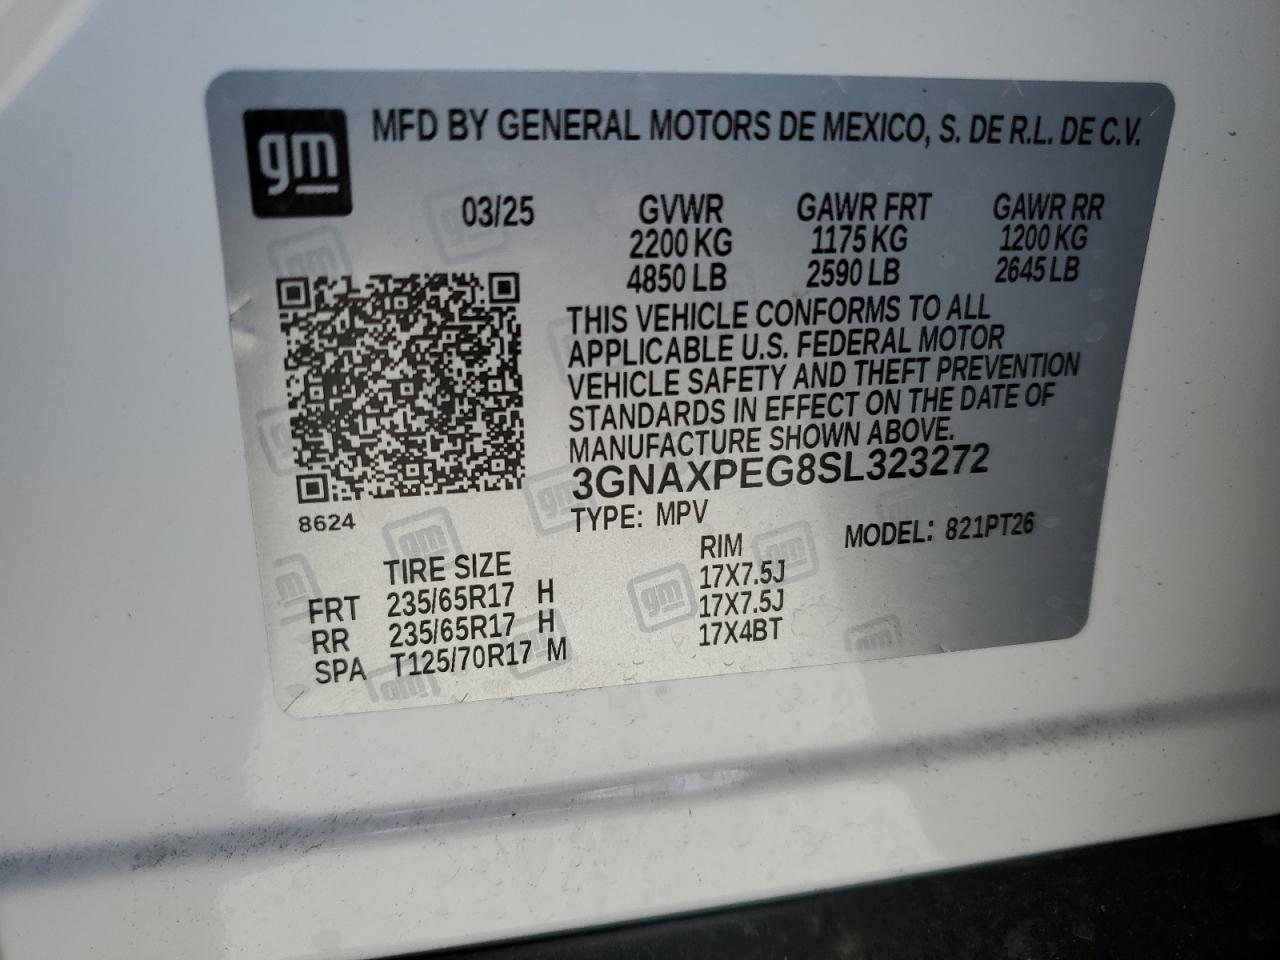 gm
MFD BY GENERAL MOTORS DE MEXICO, S. DE R.L. DE C.V.
03/25
GVWR GAWR FRT GAWR RR
2200 KG 1175 KG 1200 KG
4850 LB 2590 LB 2645 LB
THIS VEHICLE CONFORMS TO ALL
APPLICABLE U.S. FEDERAL MOTOR
VEHICLE SAFETY AND THEFT PREVENTION
STANDARDS IN EFFECT ON THE DATE OF
MANUFACTURE SHOWN ABOVE.
3GNAXPEG8SL323272
8624
TYPE: MPV MODEL: 821PT26
TIRE SIZE RIM
FRT 235/65R17 H 17X7.5J
RR 235/65R17 H 17X7.5J
SPA T125/70R17 M 17X4BT